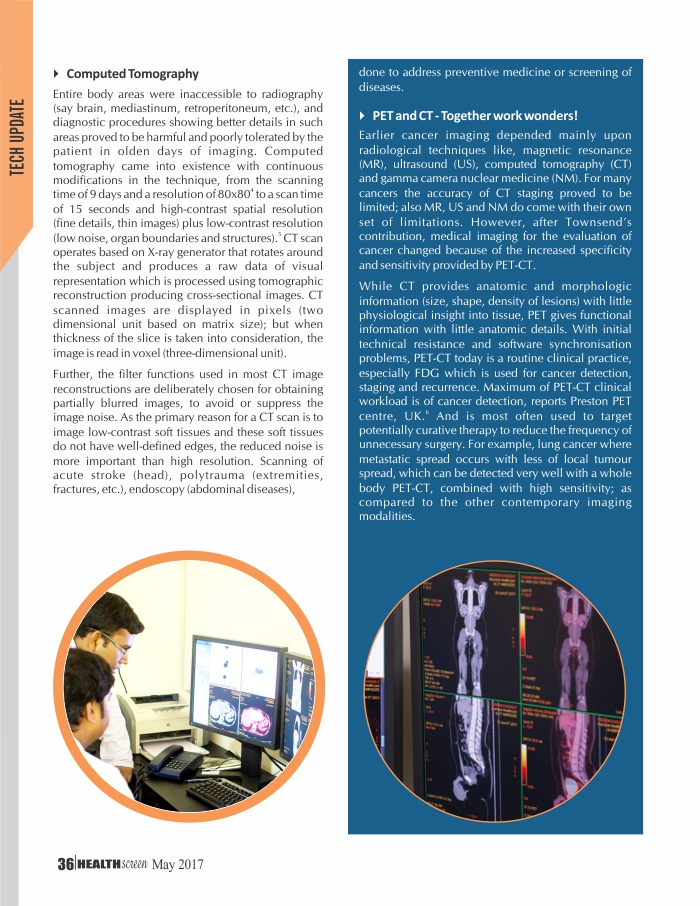 TECH UPDATE
Computed Tomography
Entire body areas were inaccessible to radiography
(say brain, mediastinum, retroperitoneum, etc.), and
diagnostic procedures showing better details in such
areas proved to be harmful and poorly tolerated by the
patient in olden days of imaging. Computed
tomography came into existence with continuous
modifications in the technique, from the scanning
time of 9 days and a resolution of 80x80⁴ to a scan time
of 15 seconds and high-contrast spatial resolution
(fine details, thin images) plus low-contrast resolution
(low noise, organ boundaries and structures).⁵ CT scan
operates based on X-ray generator that rotates around
the subject and produces a raw data of visual
representation which is processed using tomographic
reconstruction producing cross-sectional images. CT
scanned images are displayed in pixels (two
dimensional unit based on matrix size); but when
thickness of the slice is taken into consideration, the
image is read in voxel (three-dimensional unit).
Further, the filter functions used in most CT image
reconstructions are deliberately chosen for obtaining
partially blurred images, to avoid or suppress the
image noise. As the primary reason for a CT scan is to
image low-contrast soft tissues and these soft tissues
do not have well-defined edges, the reduced noise is
more important than high resolution. Scanning of
acute stroke (head), polytrauma (extremities,
fractures, etc.), endoscopy (abdominal diseases),
done to address preventive medicine or screening of
diseases.
PET and CT - Together work wonders!
Earlier cancer imaging depended mainly upon
radiological techniques like, magnetic resonance
(MR), ultrasound (US), computed tomography (CT)
and gamma camera nuclear medicine (NM). For many
cancers the accuracy of CT staging proved to be
limited; also MR, US and NM do come with their own
set of limitations. However, after Townsend's
contribution, medical imaging for the evaluation of
cancer changed because of the increased specificity
and sensitivity provided by PET-CT.
While CT provides anatomic and morphologic
information (size, shape, density of lesions) with little
physiological insight into tissue, PET gives functional
information with little anatomic details. With initial
technical resistance and software synchronisation
problems, PET-CT today is a routine clinical practice,
especially FDG which is used for cancer detection,
staging and recurrence. Maximum of PET-CT clinical
workload is of cancer detection, reports Preston PET
centre, UK.⁶ And is most often used to target
potentially curative therapy to reduce the frequency of
unnecessary surgery. For example, lung cancer where
metastatic spread occurs with less of local tumour
spread, which can be detected very well with a whole
body PET-CT, combined with high sensitivity; as
compared to the other contemporary imaging
modalities.
36 HEALTH screen May 2017